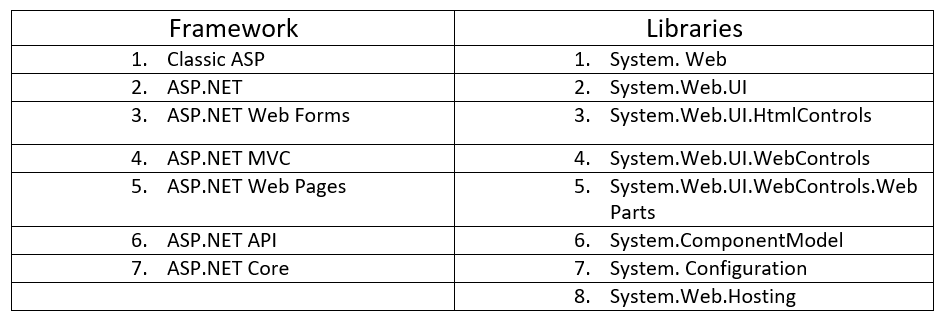 Framework Libraries
1. Classic ASP 1. System. Web
2. ASP.NET 2. System.Web.UI
3. ASP.NET Web Forms 3. System.Web.UI.HtmlControls
4. ASP.NET MVC 4. System.Web.UI.WebControls
5. ASP.NET Web Pages 5. System.Web.UI.WebControls.Web
Parts
6. ASP.NET API 6. System.ComponentModel
7. ASP.NET Core 7. System. Configuration
8. System.Web.Hosting